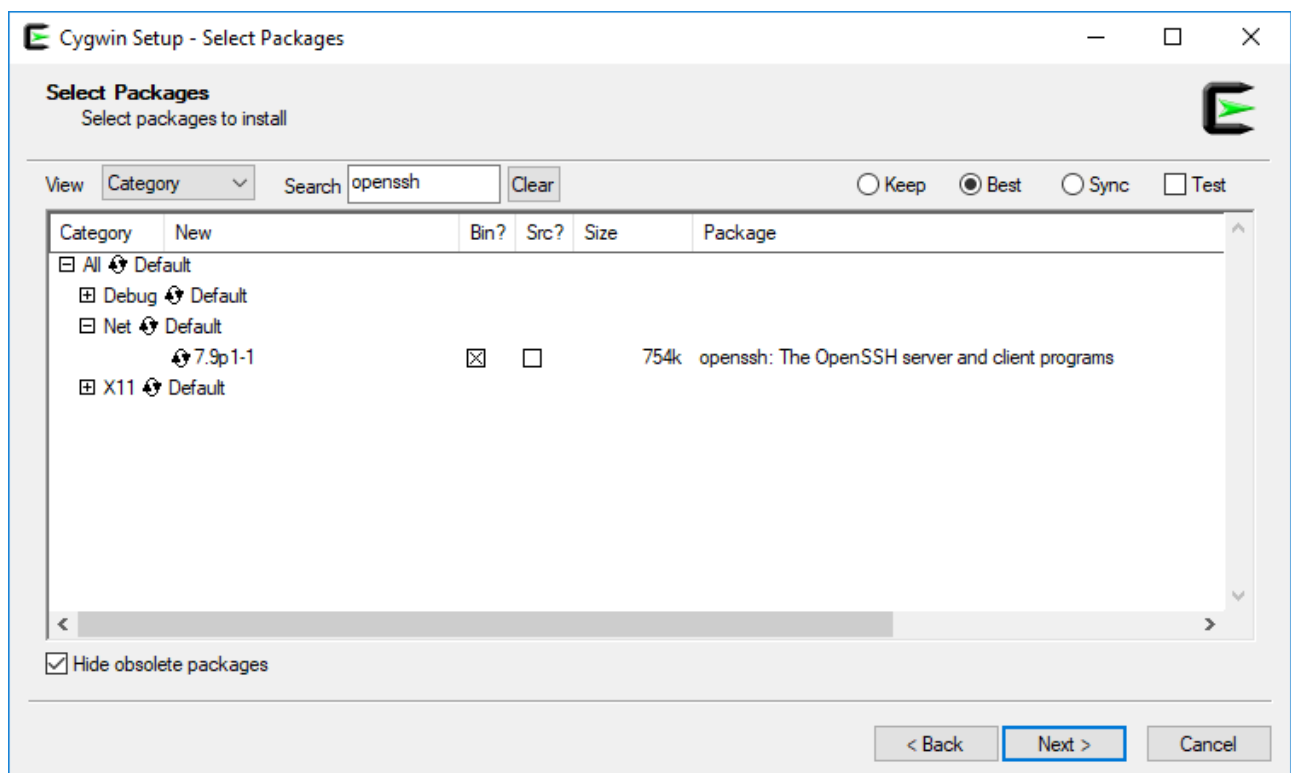 Cygwin Setup - Select Packages
Select Packages
Select packages to install
View Category Search openssh Clear Keep Best Sync Test
Category New Bin? Src? Size Package
All Default
Debug Default
Net Default
7.9p1-1 754k openssh: The OpenSSH server and client programs
X11 Default
Hide obsolete packages
< Back Next > Cancel